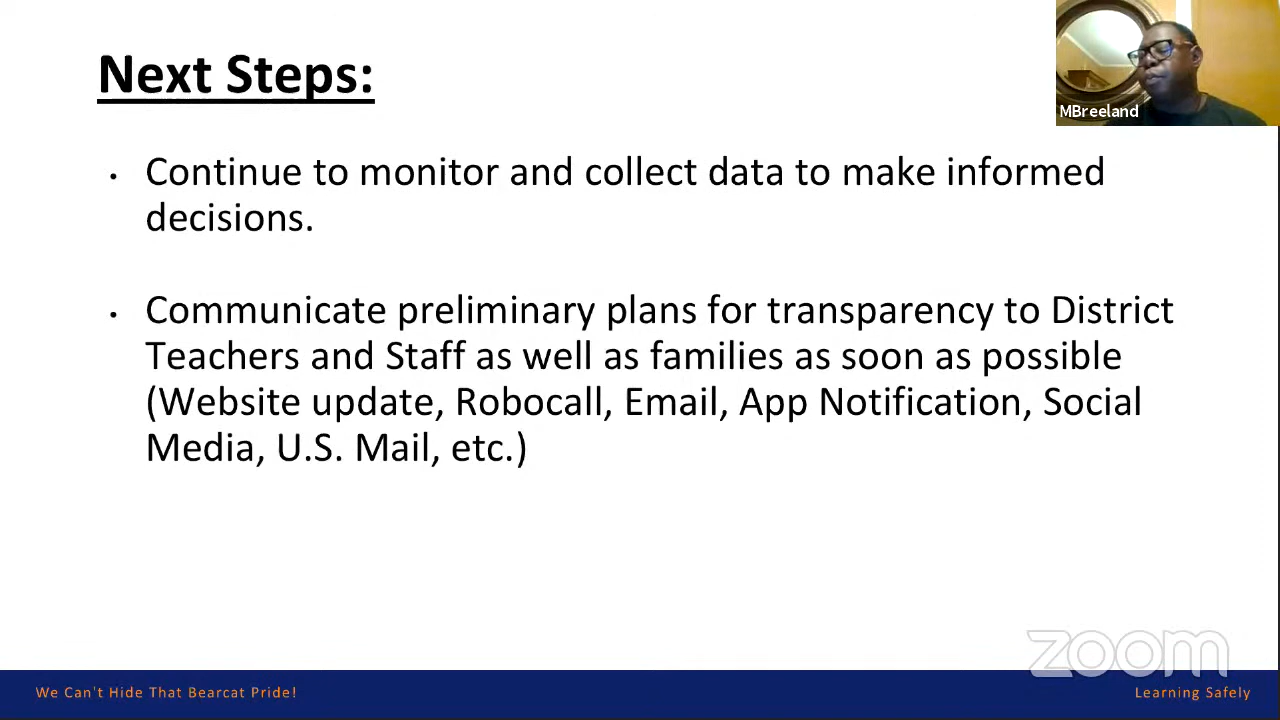 Next Steps:
MBreeland
• Continue to monitor and collect data to make informed
decisions.
• Communicate preliminary plans for transparency to District
Teachers and Staff as well as families as soon as possible
(Website update, Robocall, Email, App Notification, Social
Media, U.S. Mail, etc.)
zoom
We Can't Hide That Bearcat Pride!
Learning Safely